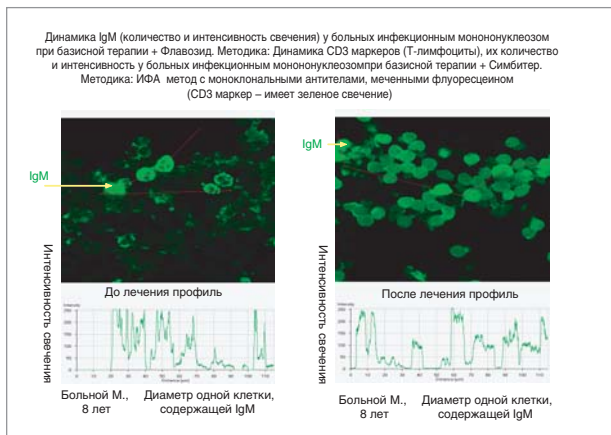 Динамика IgM (количество и интенсивность свечения) у больных инфекционным мононуклеозом
при базисной терапии + Флавозид. Методика: Динамика CD3 маркеров (Т-лимфоциты), их количество
и интенсивность у больных инфекционным мононуклеозомпри базисной терапии + Симбитер.
Методика: ИФА метод с моноклональными антителами, меченными флуоресцеином
(CD3 маркер – имеет зеленое свечение)
IgM
IgM
Интенсивность свечения
До лечения профиль
Интенсивность свечения
После лечения профиль
Больной М.,
8 лет
Диаметр одной клетки,
содержащей IgM
Больной М.,
8 лет
Диаметр одной клетки,
содержащей IgM